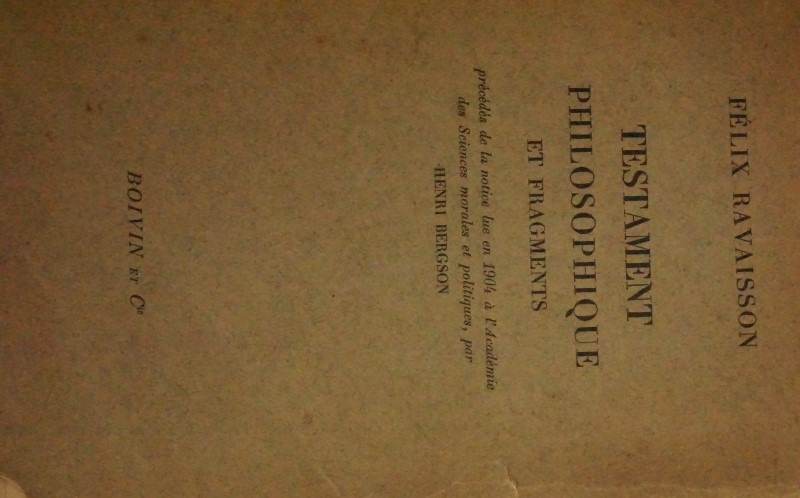 FÉLIX RAVAISSON
TESTAMENT
PHILOSOPHIQUE
ET FRAGMENTS
précédés de la notice lue en 1904 à l'Académie
des Sciences morales et politiques, par
HENRI BERGSON
BOIVIN ET Cie